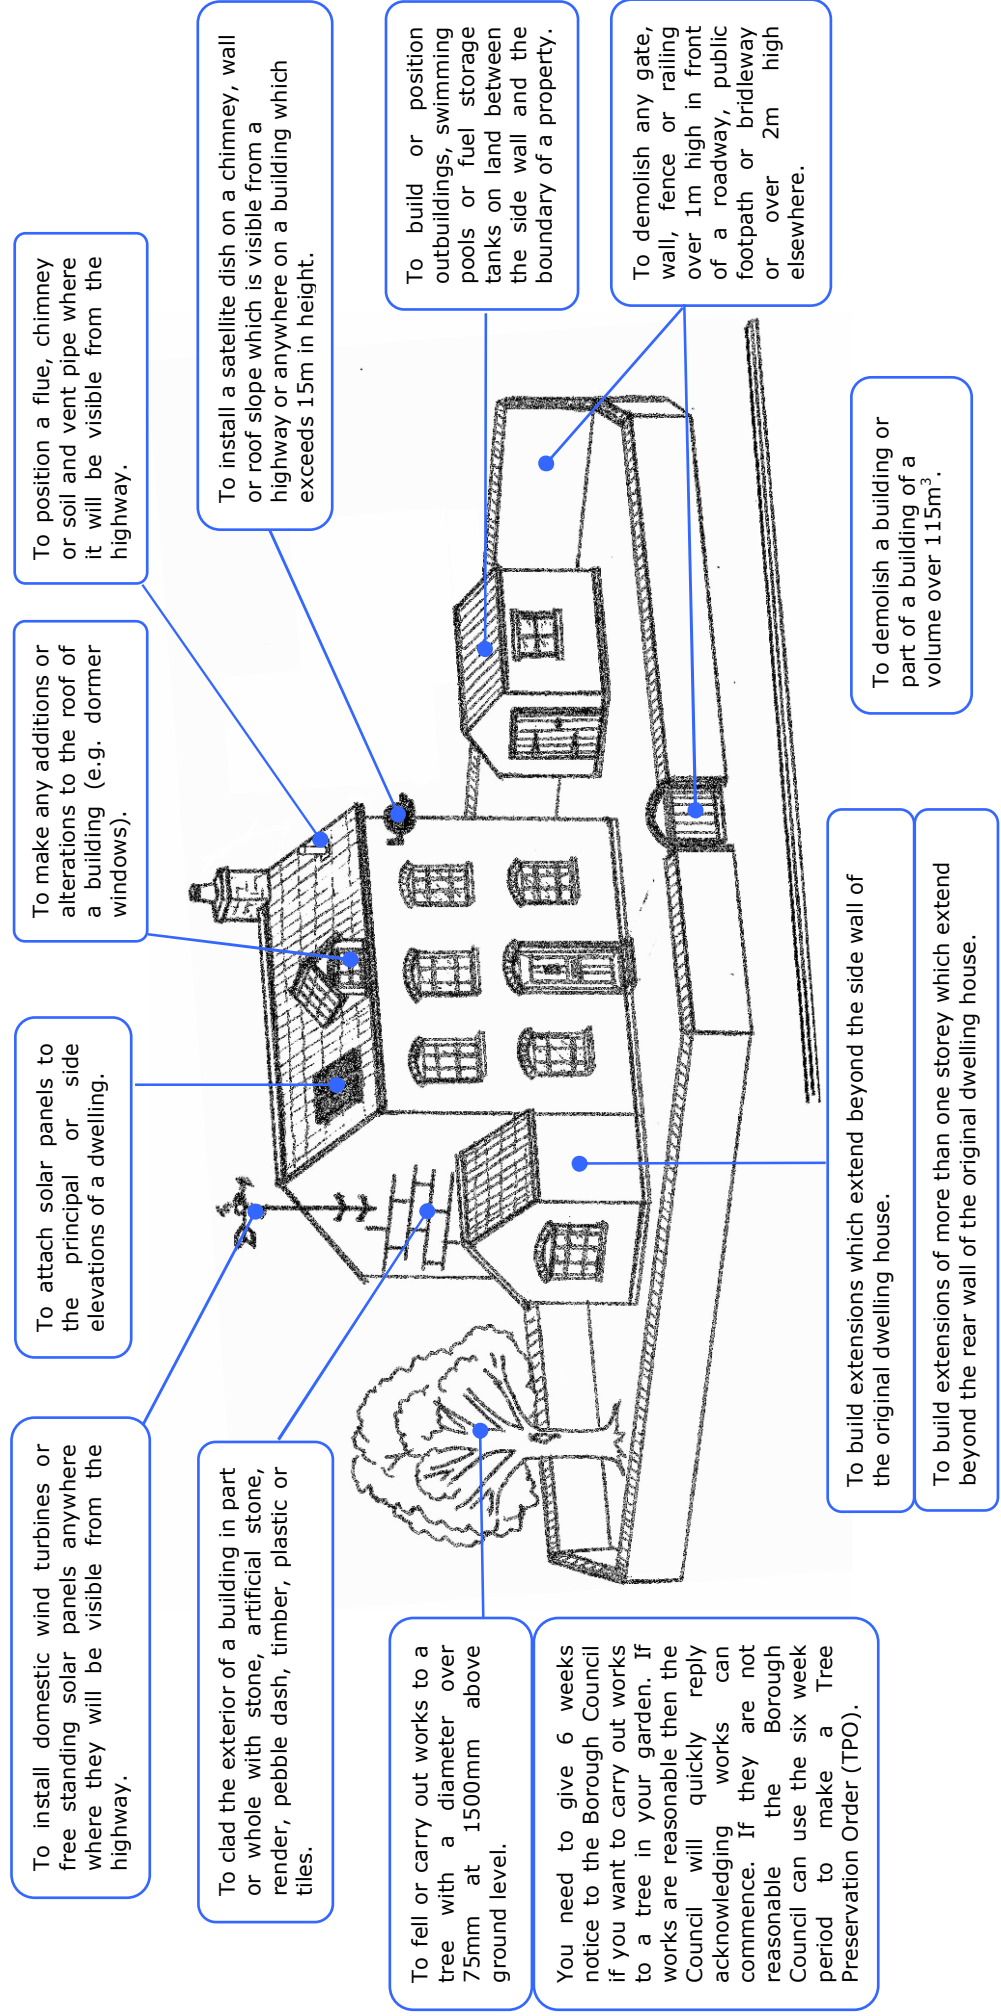 To install domestic wind turbines or
free standing solar panels anywhere
where they will be visible from the
highway.
To attach solar panels to
the principal or side
elevations of a dwelling.
To make any additions or
alterations to the roof of
a building (e.g. dormer
windows).
To position a flue, chimney
or soil and vent pipe where
it will be visible from the
highway.
To clad the exterior of a building in part
or whole with stone, artificial stone,
render, pebble dash, timber, plastic or
tiles.
To install a satellite dish on a chimney, wall
or roof slope which is visible from a
highway or anywhere on a building which
exceeds 15m in height.
To fell or carry out works to a
tree with a diameter over
75mm at 1500mm above
ground level.
You need to give 6 weeks
notice to the Borough Council
if you want to carry out works
to a tree in your garden. If
works are reasonable then the
Council will quickly reply
acknowledging works can
commence. If they are not
reasonable the Borough
Council can use the six week
period to make a Tree
Preservation Order (TPO).
To build or position
outbuildings, swimming
pools or fuel storage
tanks on land between
the side wall and the
boundary of a property.
To demolish any gate,
wall, fence or railing
over 1m high in front
of a roadway, public
footpath or bridleway
or over 2m high
elsewhere.
To build extensions which extend beyond the side wall of
the original dwelling house.
To build extensions of more than one storey which extend
beyond the rear wall of the original dwelling house.
To demolish a building or
part of a building of a
volume over 115m³.